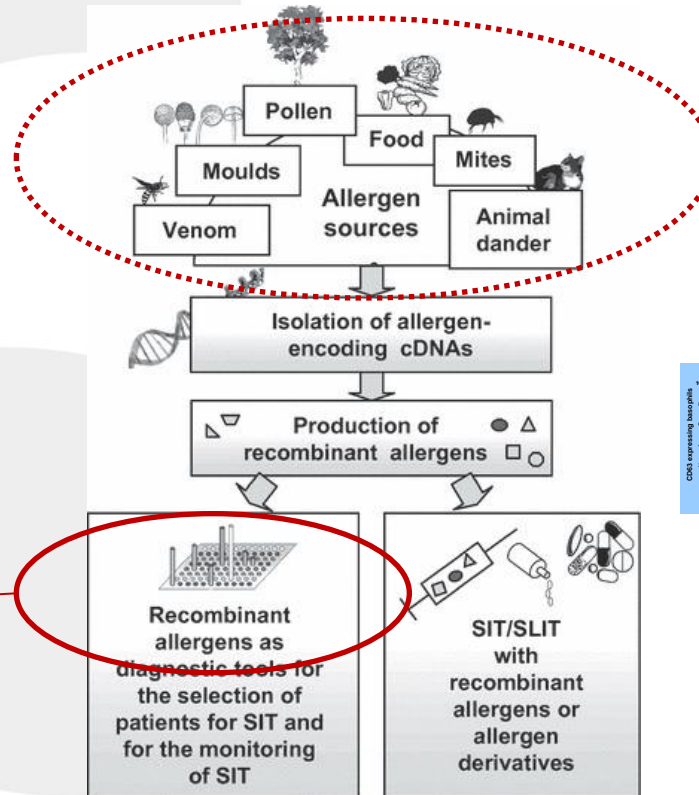 Pollen
Food
Mites
Moulds
Venom
Allergen
sources
Animal
dander
Isolation of allergen-
encoding cDNAs
Production of
recombinant allergens
Recombinant
allergens as
diagnostic tools for
the selection of
patients for SIT and
for the monitoring
of SIT
SIT/SLIT
with
recombinant
allergens or
allergen
derivatives
CD63 expressing basophils